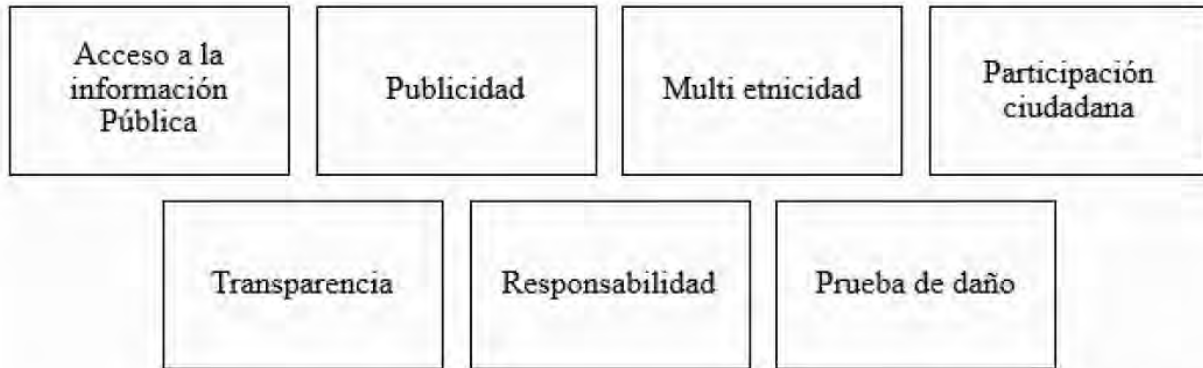 Acceso a la
información
Pública
Publicidad
Multi etnicidad
Participación
ciudadana
Transparencia
Responsabilidad
Prueba de daño